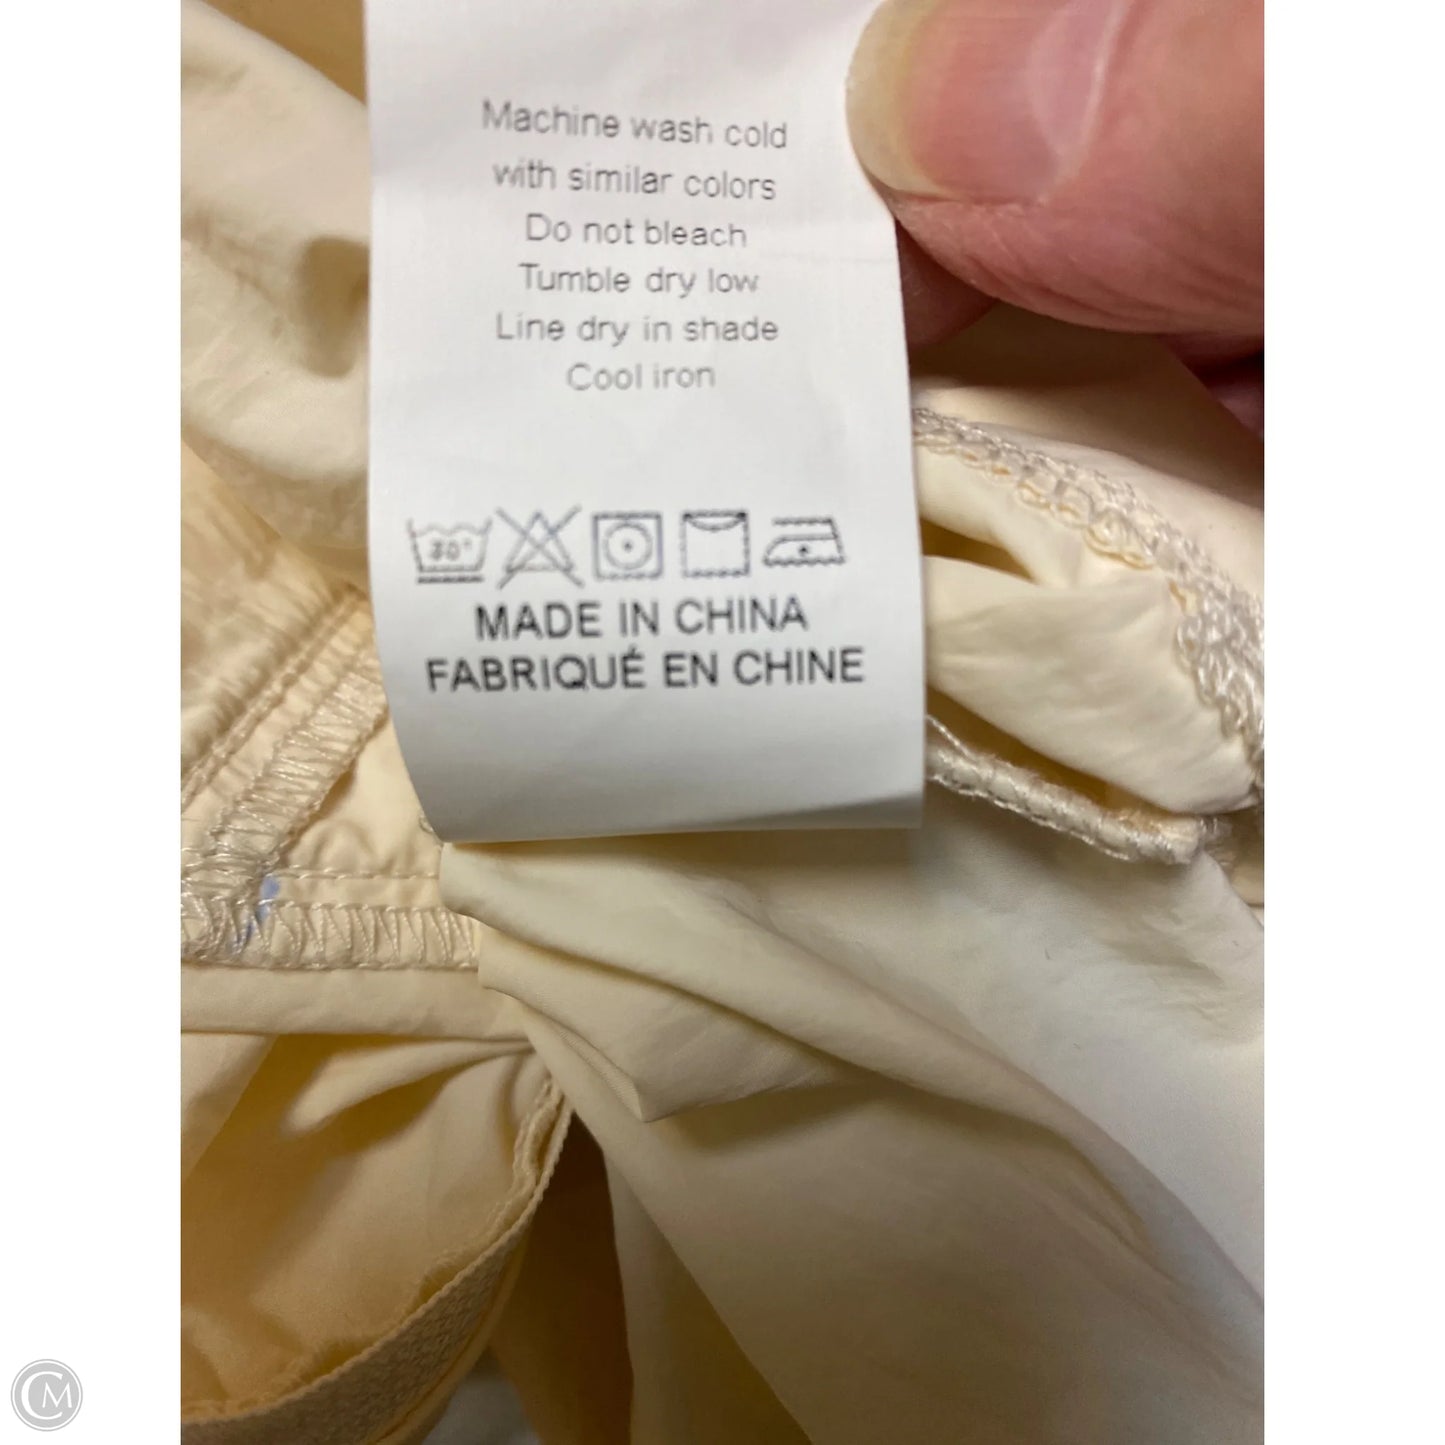 Machine wash cold
with similar colors
Do not bleach
Tumble dry low
Line dry in shade
Cool iron
30°
MADE IN CHINA
FABRIQUÉ EN CHINE
CM